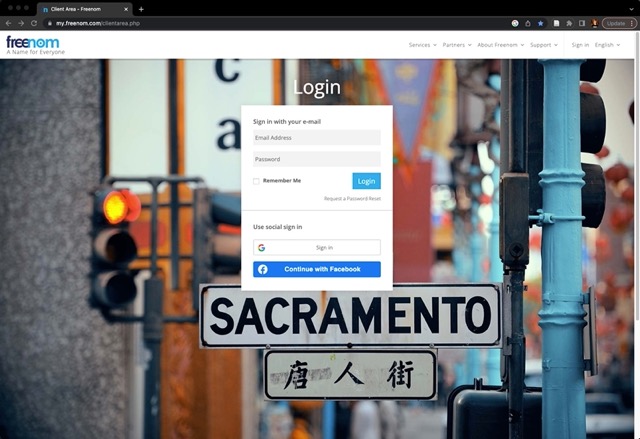 Client Area - Freenom
my.freenom.com/clientarea.php
Update
freenom
A Name for Everyone
Services
Partners
About Freenom
Support
Sign in
English
c
a
Login
Sign in with your e-mail
Email Address
Password
Remember Me
Login
Request a Password Reset
Use social sign in
G
Sign in
Continue with Facebook
SACRAMENTO
唐人街